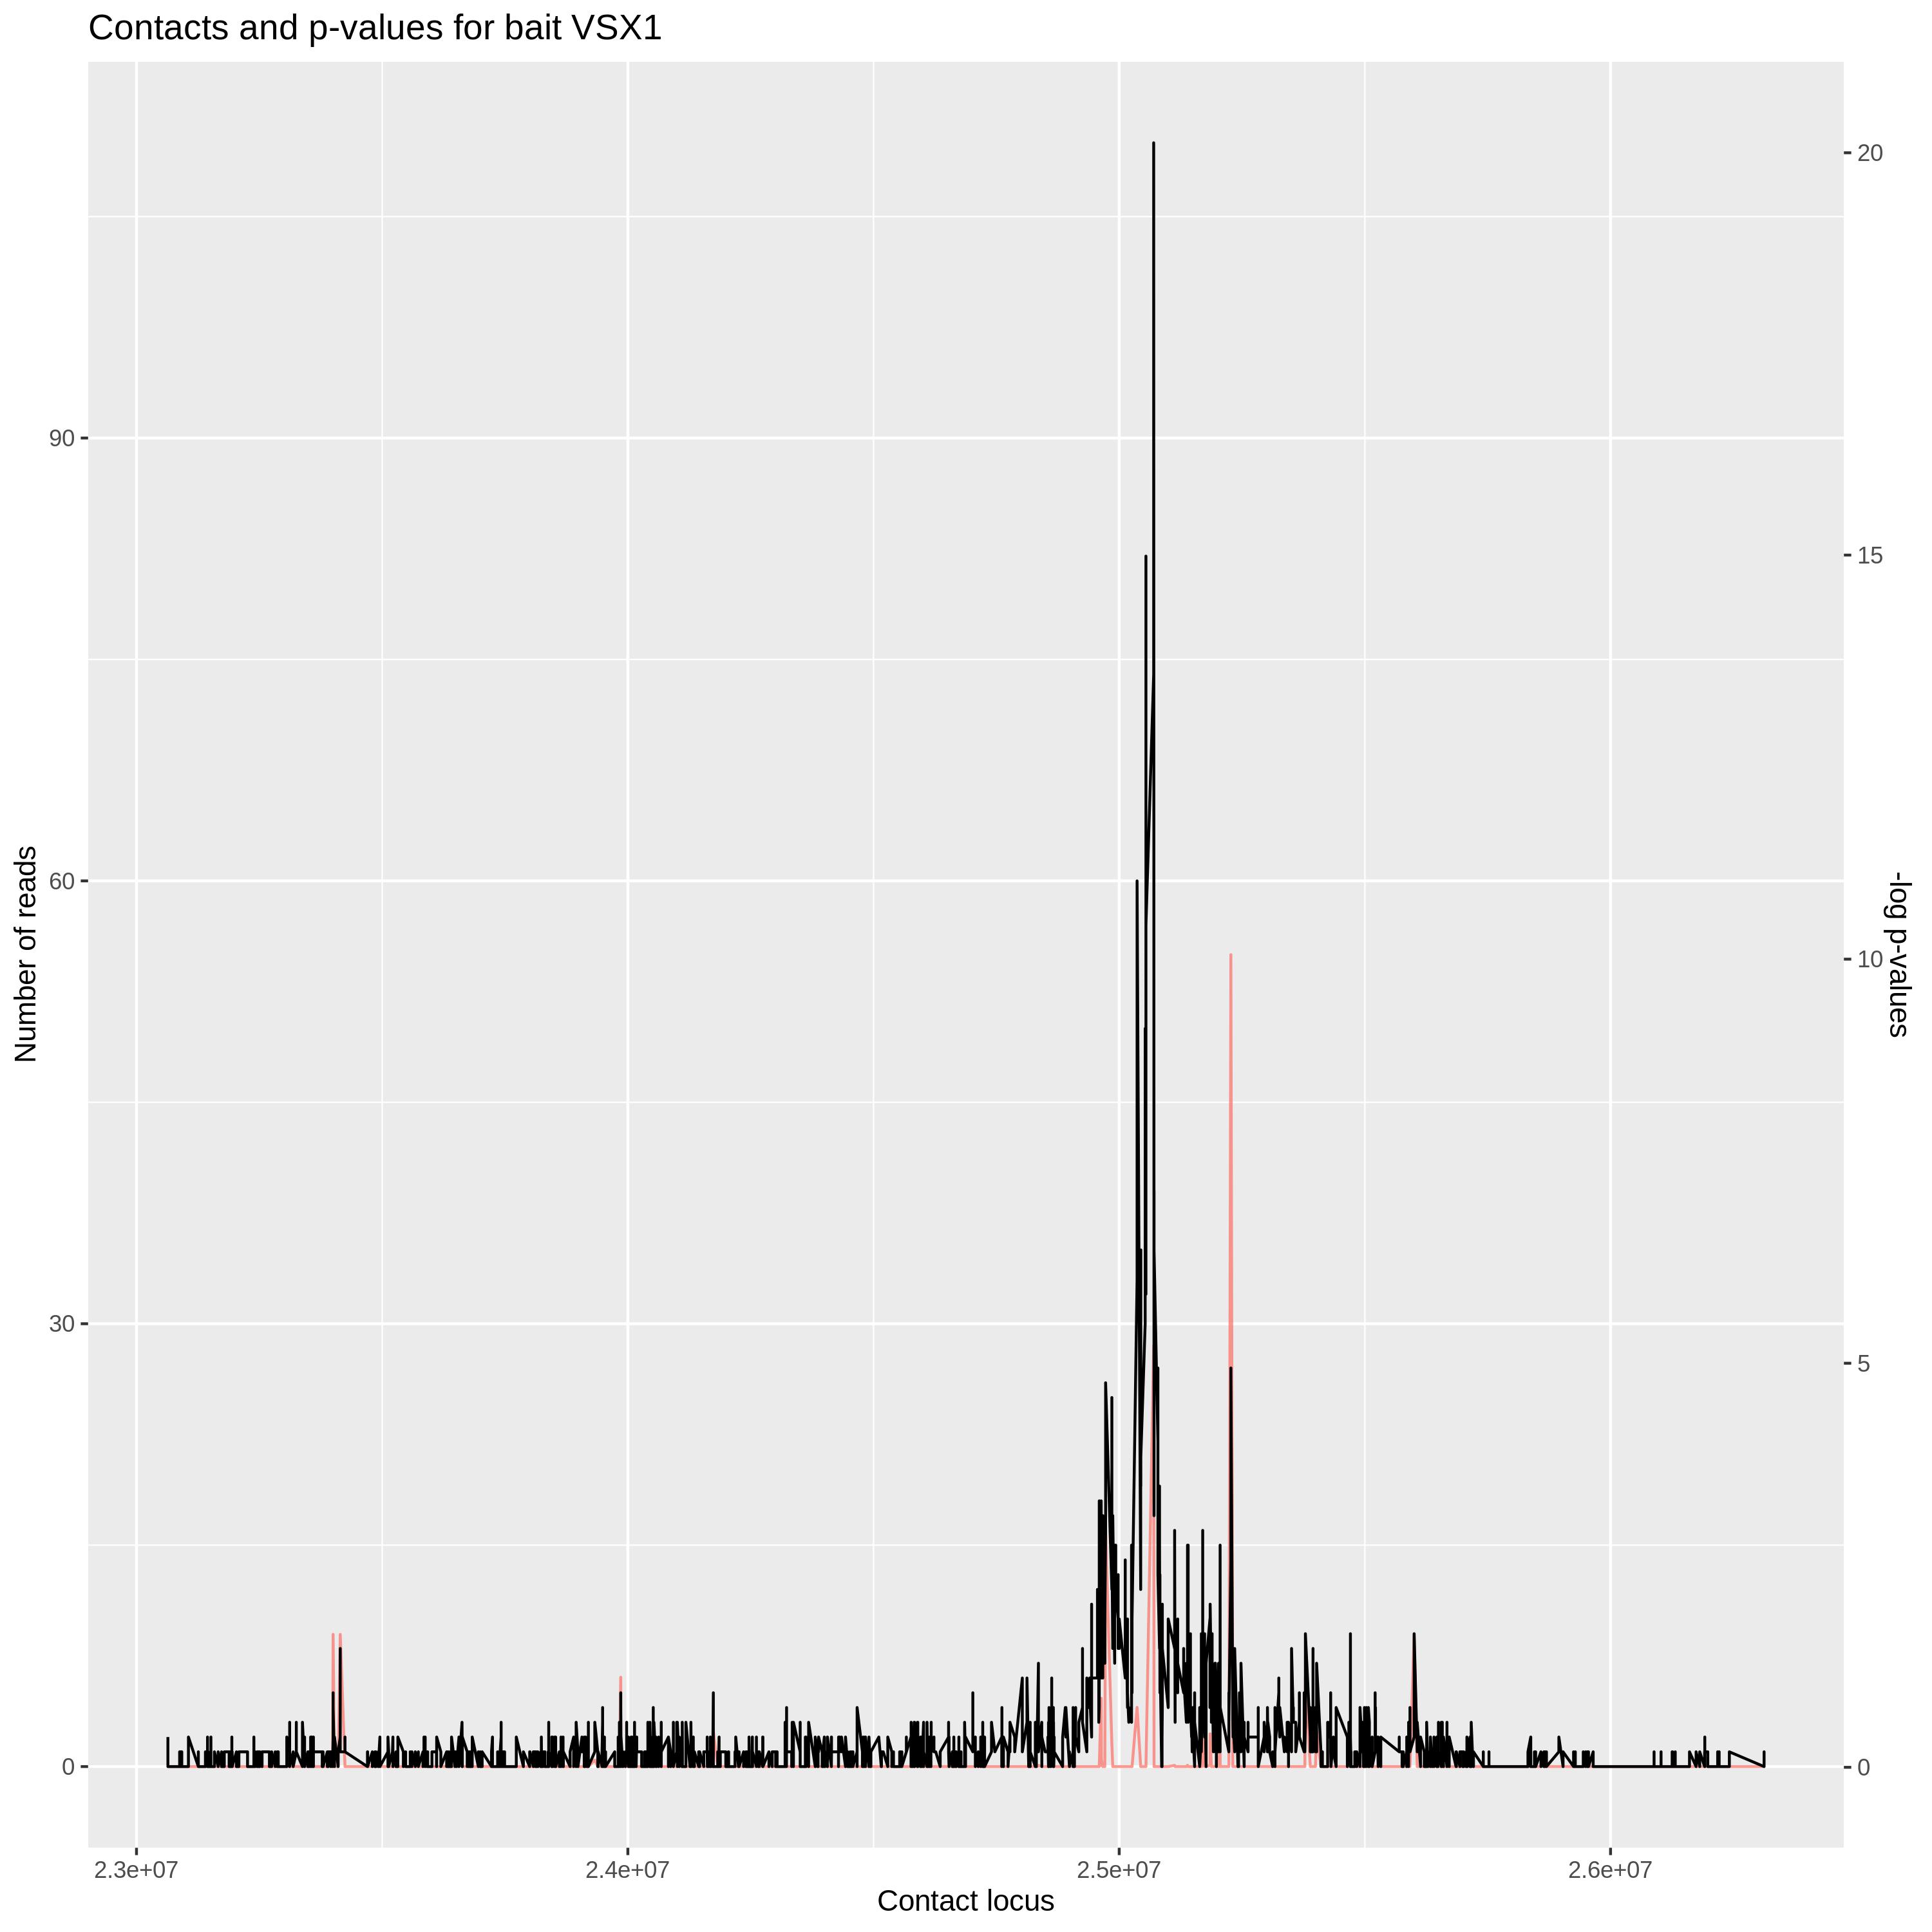 Contacts and p-values for bait VSX1
90
60
30
0
Number of reads
20
15
10
5
0
-log p-values
2.3e+07
2.4e+07
2.5e+07
2.6e+07
Contact locus